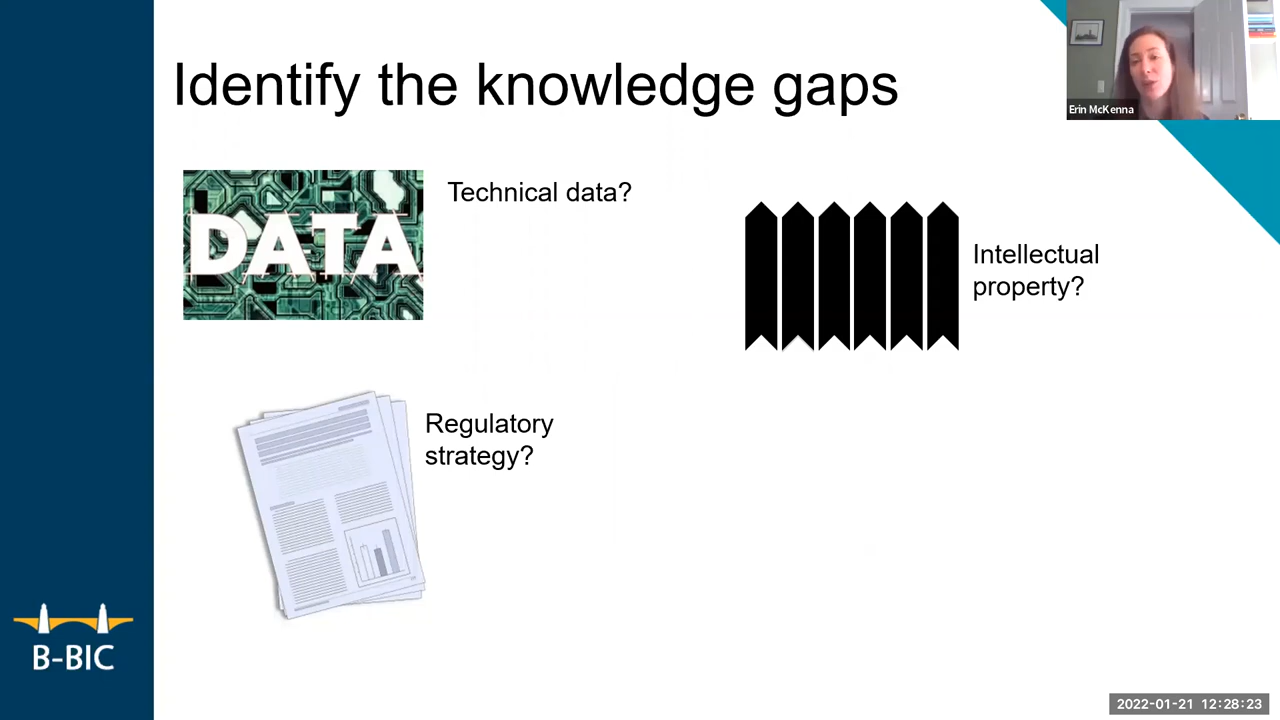 Identify the knowledge gaps
Erin McKenna
DATA
Technical data?
Intellectual
property?
Regulatory
strategy?
B-BIC
2022-01-21 12:28:23